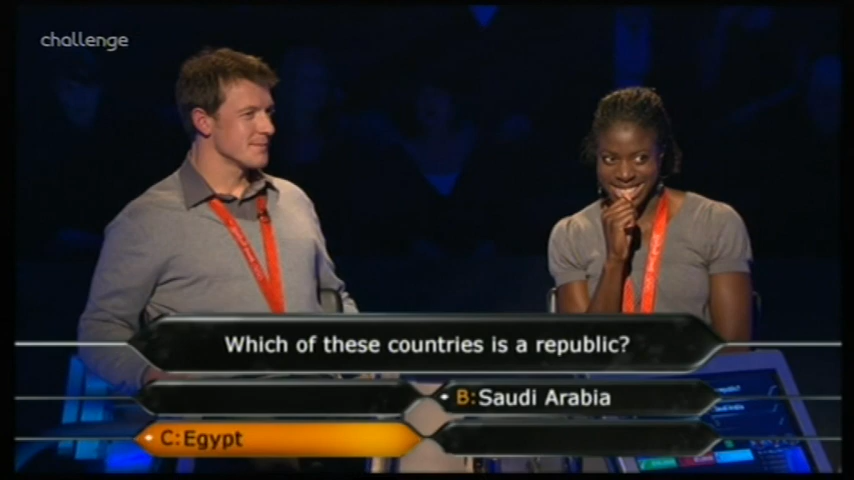 challenge
Which of these countries is a republic?
B: Saudi Arabia
C: Egypt